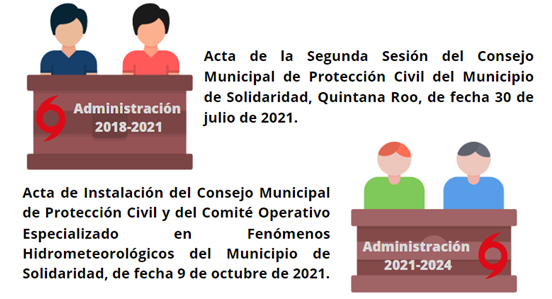 Acta de la Segunda Sesión del Consejo
Municipal de Protección Civil del Municipio
de Solidaridad, Quintana Roo, de fecha 30 de
julio de 2021.
Administración
2018-2021
Acta de Instalación del Consejo Municipal
de Protección Civil y del Comité Operativo
Especializado en Fenómenos
Hidrometeorológicos del Municipio de
Solidaridad, de fecha 9 de octubre de 2021.
Administración
2021-2024